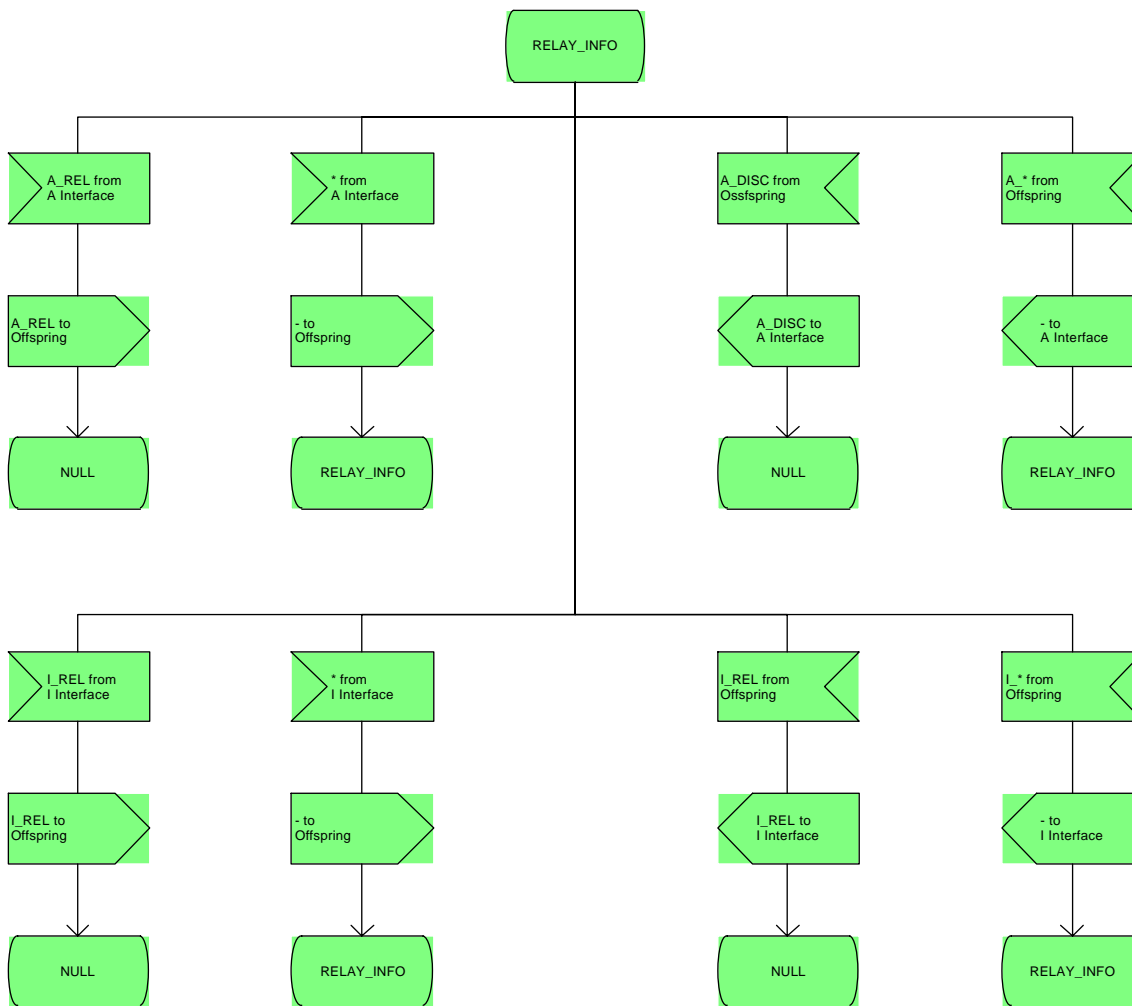 RELAY_INFO
A_REL from
A Interface
* from
A Interface
A_DISC from
Ossfspring
A_* from
Offspring
A_REL to
Offspring
- to
Offspring
A_DISC to
A Interface
- to
A Interface
NULL
RELAY_INFO
NULL
RELAY_INFO
I_REL from
I Interface
* from
I Interface
I_REL from
Offspring
I_* from
Offspring
I_REL to
Offspring
- to
Offspring
I_REL to
I Interface
- to
I Interface
NULL
RELAY_INFO
NULL
RELAY_INFO